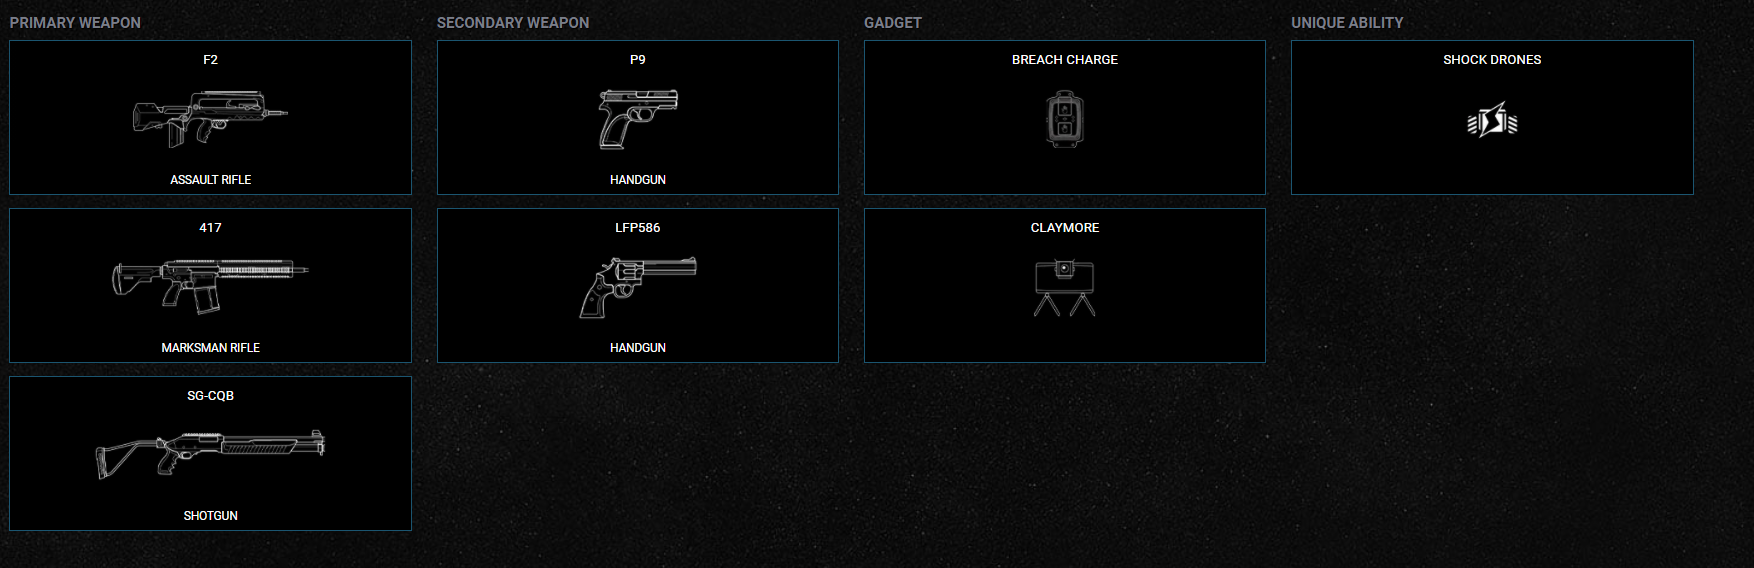 PRIMARY WEAPON
F2
ASSAULT RIFLE
417
MARKSMAN RIFLE
SG-CQB
SHOTGUN
SECONDARY WEAPON
P9
HANDGUN
LFP586
HANDGUN
GADGET
BREACH CHARGE
CLAYMORE
UNIQUE ABILITY
SHOCK DRONES